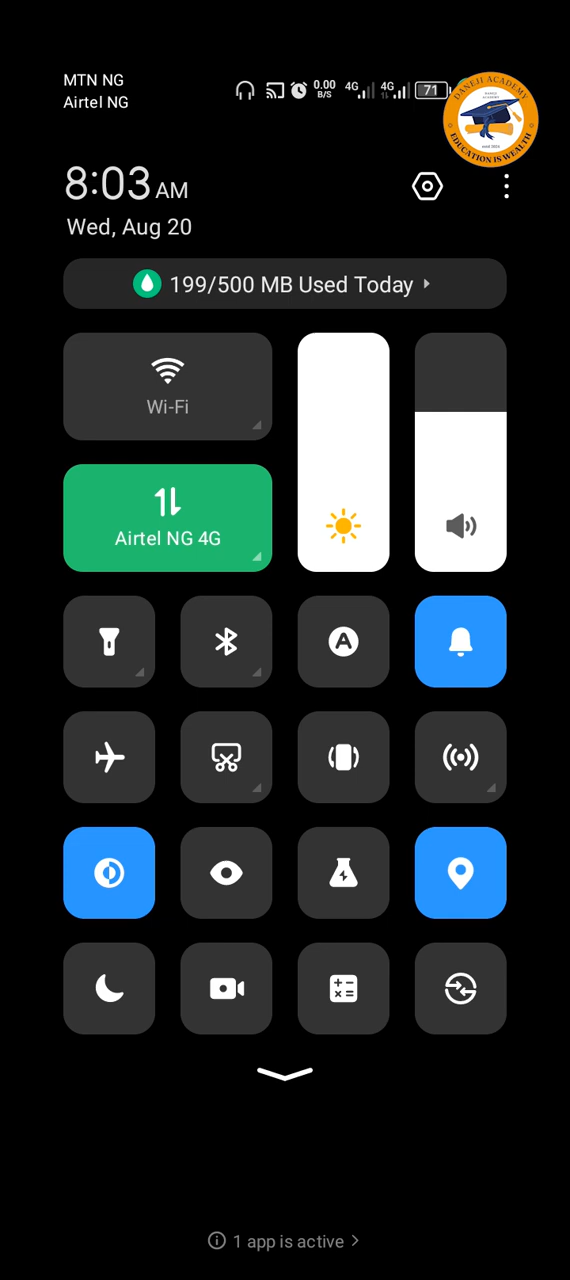 MTN NG
Airtel NG
0.00
B/S
4G
4G
71
DANEJI ACADEMY
EDUCATION IS WEALTH
8:03 AM
Wed, Aug 20
199/500 MB Used Today
Wi-Fi
Airtel NG 4G
A
1 app is active